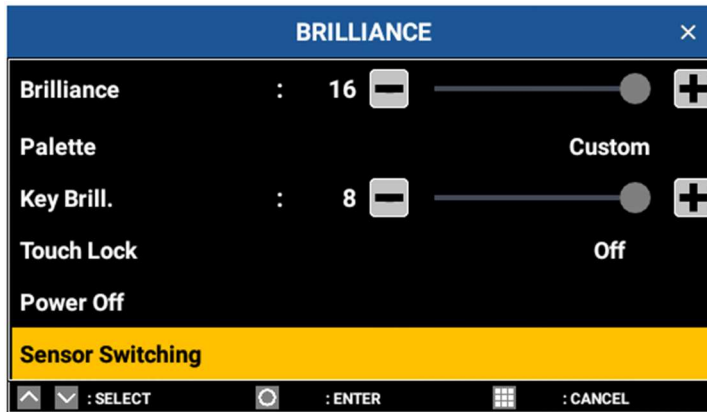 BRILLIANCE ×
Brilliance : 16
Palette Custom
Key Brill. : 8
Touch Lock Off
Power Off
Sensor Switching
: SELECT : ENTER : CANCEL